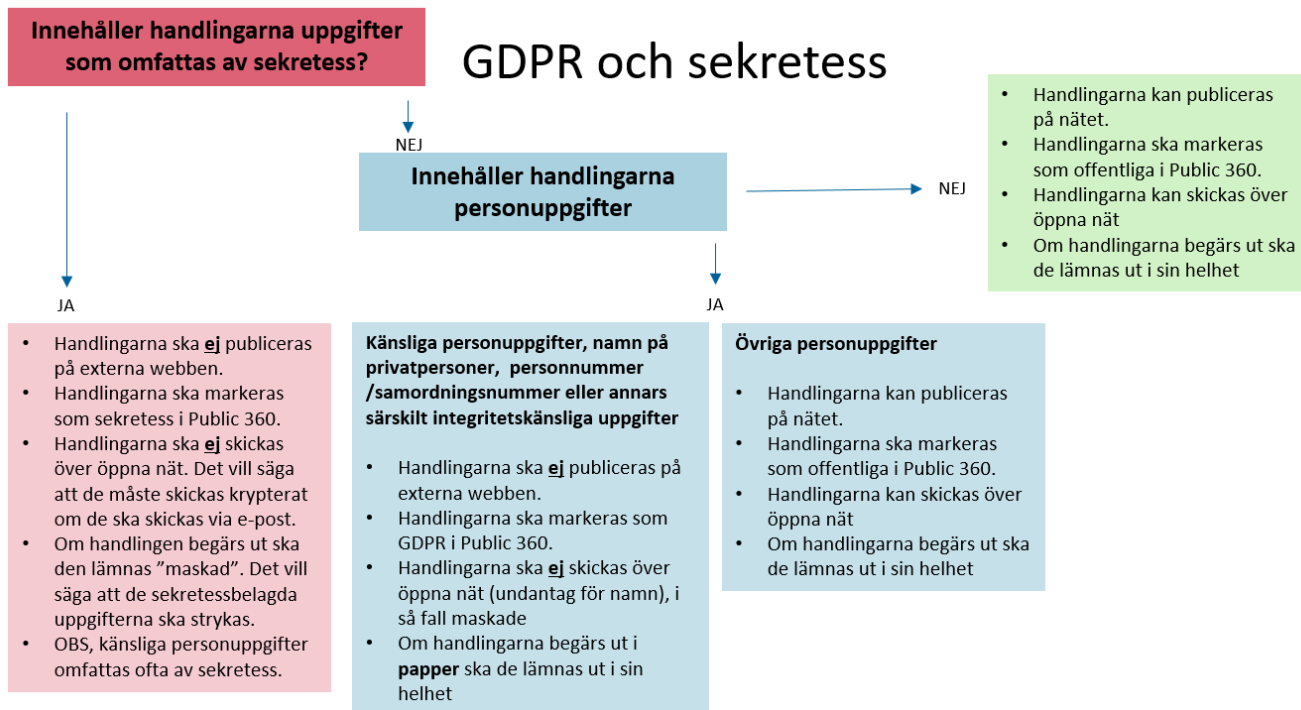 Innehåller handlingarna uppgifter
som omfattas av sekretess?
GDPR och sekretess
NEJ
Innehåller handlingarna
personuppgifter
NEJ
• Handlingarna kan publiceras
på nätet.
• Handlingarna ska markeras
som offentliga i Public 360.
• Handlingarna kan skickas över
öppna nät
• Om handlingarna begärs ut ska
de lämnas ut i sin helhet
JA
JA
• Handlingarna ska ej publiceras
på externa webben.
• Handlingarna ska markeras
som sekretess i Public 360.
• Handlingarna ska ej skickas
över öppna nät. Det vill säga
att de måste skickas krypterat
om de ska skickas via e-post.
• Om handlingen begärs ut ska
den lämnas ”maskad”. Det vill
säga att de sekretessbelagda
uppgifterna ska strykas.
• OBS, känsliga personuppgifter
omfattas ofta av sekretess.
Känsliga personuppgifter, namn på
privatpersoner, personnummer
/samordningsnummer eller annars
särskilt integritetskänsliga uppgifter
• Handlingarna ska ej publiceras på
externa webben.
• Handlingarna ska markeras som
GDPR i Public 360.
• Handlingarna ska ej skickas över
öppna nät (undantag för namn), i
så fall maskade
• Om handlingarna begärs ut i
papper ska de lämnas ut i sin
helhet
Övriga personuppgifter
• Handlingarna kan publiceras
på nätet.
• Handlingarna ska markeras
som offentliga i Public 360.
• Handlingarna kan skickas över
öppna nät
• Om handlingarna begärs ut ska
de lämnas ut i sin helhet